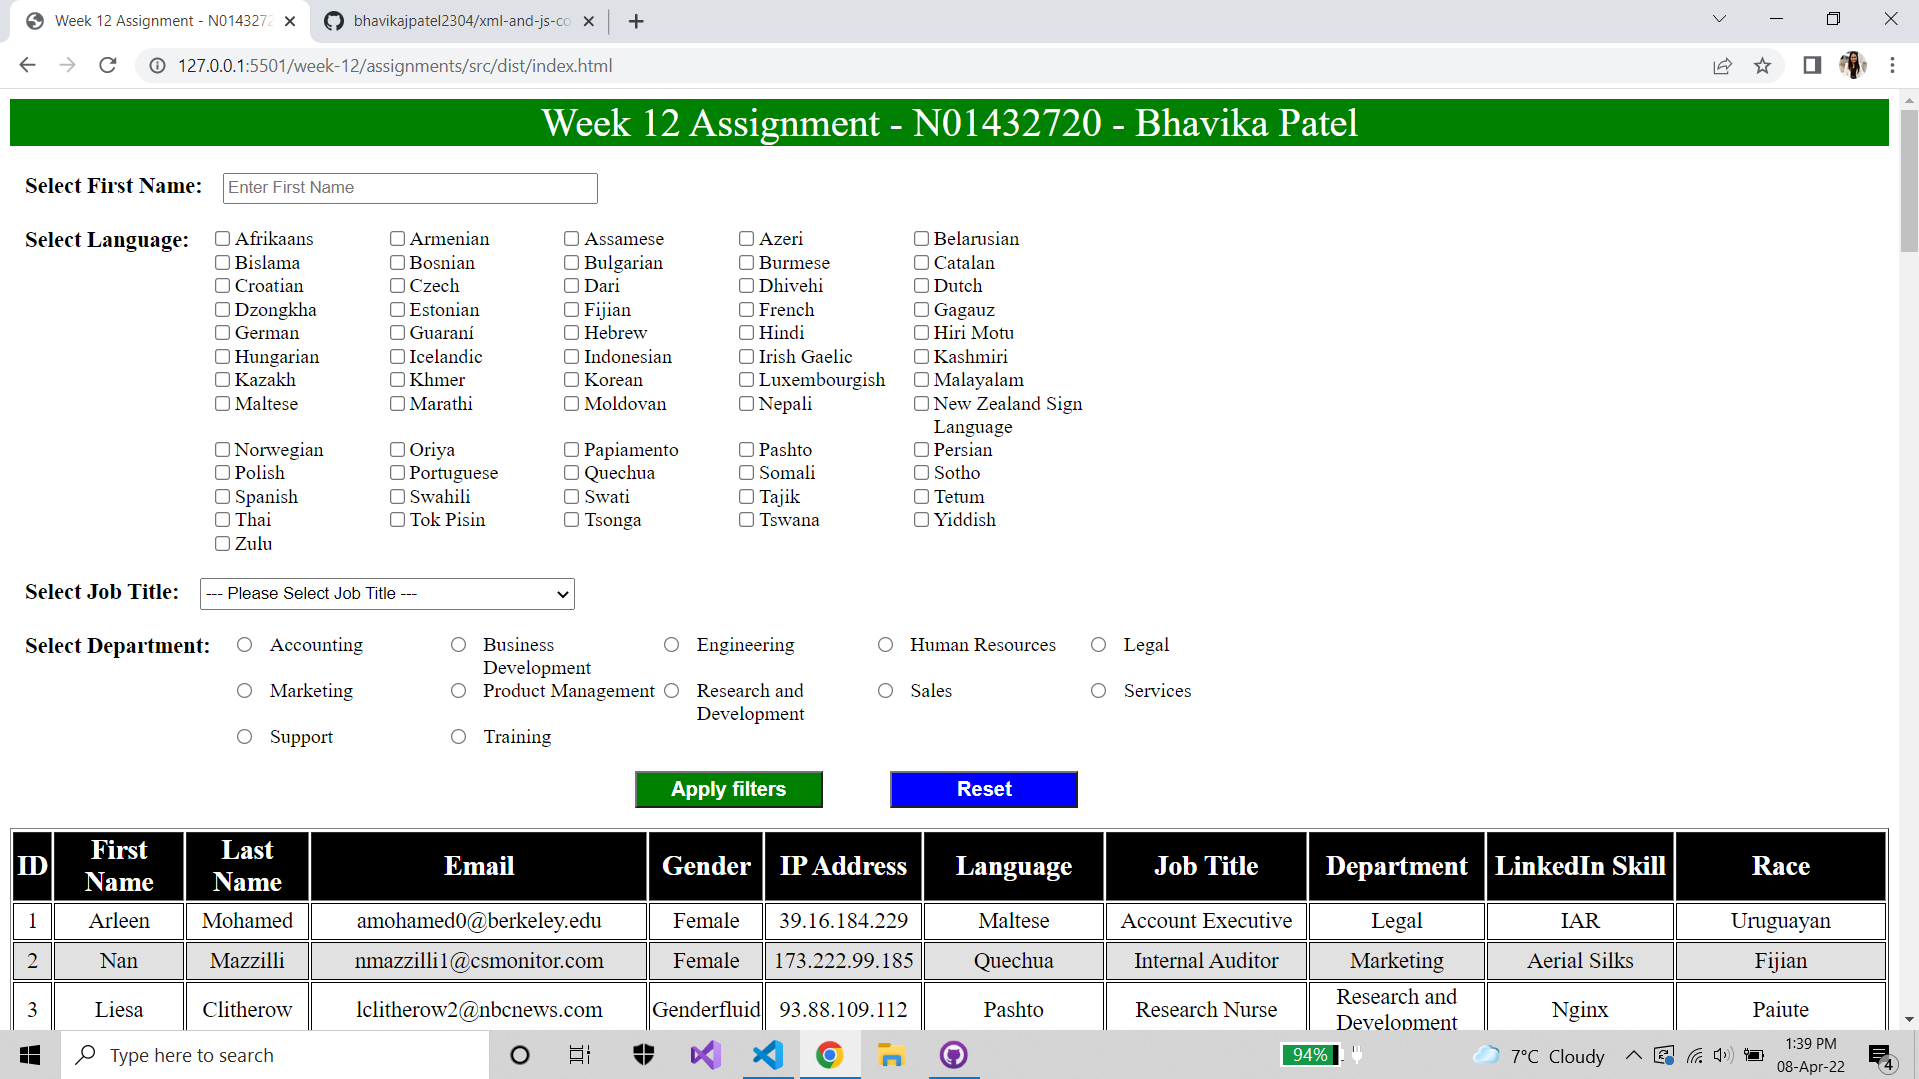 Week 12 Assignment - N0143272
bhavikajpatel2304/xml-and-js-co
127.0.0.1:5501/week-12/assignments/src/dist/index.html
Week 12 Assignment - N01432720 - Bhavika Patel
Select First Name: Enter First Name
Select Language: Afrikaans Armenian Assamese Azeri Belarusian
Bislama Bosnian Bulgarian Burmese Catalan
Croatian Czech Dari Dhivehi Dutch
Dzongkha Estonian Fijian French Gagauz
German Guaraní Hebrew Hindi Hiri Motu
Hungarian Icelandic Indonesian Irish Gaelic Kashmiri
Kazakh Khmer Korean Luxembourgish Malayalam
Maltese Marathi Moldovan Nepali New Zealand Sign
Language
Norwegian Oriya Papiamento Pashto Persian
Polish Portuguese Quechua Somali Sotho
Spanish Swahili Swati Tajik Tetum
Thai Tok Pisin Tsonga Tswana Yiddish
Zulu
Select Job Title: --- Please Select Job Title ---
Select Department: Accounting Business Engineering Human Resources Legal
Development
Marketing Product Management Research and Sales Services
Development
Support Training
Apply filters Reset
ID First Name Last Name Email Gender IP Address Language Job Title Department LinkedIn Skill Race
1 Arleen Mohamed amohamed0@berkeley.edu Female 39.16.184.229 Maltese Account Executive Legal IAR Uruguayan
2 Nan Mazzilli nmazzilli1@csmonitor.com Female 173.222.99.185 Quechua Internal Auditor Marketing Aerial Silks Fijian
3 Liesa Clitherow lclitherow2@nbcnews.com Genderfluid 93.88.109.112 Pashto Research Nurse Research and Development Nginx Paiute
Type here to search
94%
7°C Cloudy
1:39 PM
08-Apr-22
4